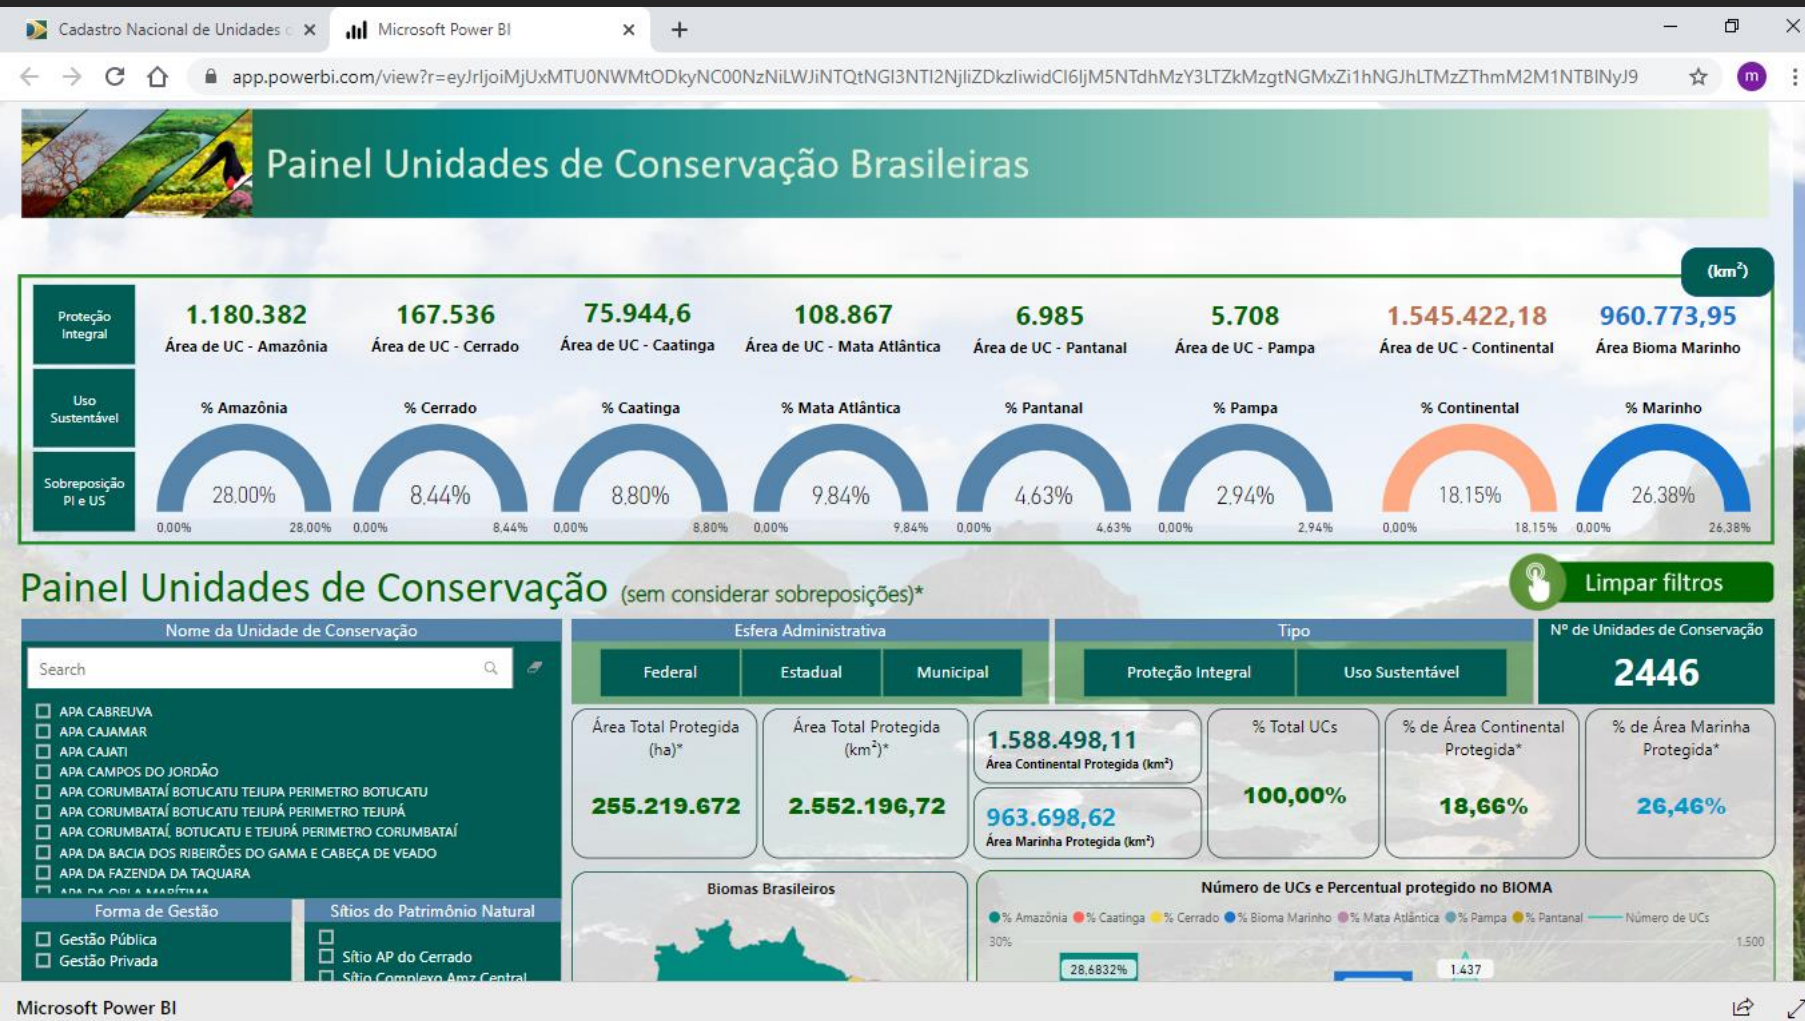 Cadastro Nacional de Unidades
Microsoft Power BI
app.powerbi.com/view?r=eyJrIjoiMjUxMTU0NWMtODkyNC00NzNiLWJiNTQtNGI3NTI2NjliZDkzIiwidCI6IjM5NTdhMzY3LTZkMzgtNGMxZi1hNGJhLTMzZThmM2M1NTBlNyJ9
m
Painel Unidades de Conservação Brasileiras
(km²)
Proteção
Integral
Uso
Sustentável
Sobreposição
PI e US
1.180.382
Área de UC - Amazônia
167.536
Área de UC - Cerrado
75.944,6
Área de UC - Caatinga
108.867
Área de UC - Mata Atlântica
6.985
Área de UC - Pantanal
5.708
Área de UC - Pampa
1.545.422,18
Área de UC - Continental
960.773,95
Área Bioma Marinho
% Amazônia
28.00%
0,00% 28,00%
% Cerrado
8,44%
0,00% 8,44%
% Caatinga
8,80%
0,00% 8,80%
% Mata Atlântica
9,84%
0,00% 9,84%
% Pantanal
4,63%
0,00% 4,63%
% Pampa
2,94%
0,00% 2,94%
% Continental
18,15%
0,00% 18,15%
% Marinho
26,38%
0,00% 26,38%
Painel Unidades de Conservação (sem considerar sobreposições)*
Limpar filtros
Nome da Unidade de Conservação
Search
APA CABREUVA
APA CAJAMAR
APA CAJATI
APA CAMPOS DO JORDÃO
APA CORUMBATAÍ BOTUCATU TEJUPA PERIMETRO BOTUCATU
APA CORUMBATAÍ BOTUCATU TEJUPÁ PERIMETRO TEJUPÁ
APA CORUMBATAÍ, BOTUCATU E TEJUPÁ PERIMETRO CORUMBATAÍ
APA DA BACIA DOS RIBEIRÕES DO GAMA E CABEÇA DE VEADO
APA DA FAZENDA DA TAQUARA
APA DA ORLA MARÍTIMA
Forma de Gestão
Gestão Pública
Gestão Privada
Sítios do Patrimônio Natural
Sítio AP do Cerrado
Sítio Complexo Amz Central
Esfera Administrativa
Federal
Estadual
Municipal
Tipo
Proteção Integral
Uso Sustentável
Nº de Unidades de Conservação
2446
Área Total Protegida
(ha)*
255.219.672
Área Total Protegida
(km²)*
2.552.196,72
1.588.498,11
Área Continental Protegida (km²)
963.698,62
Área Marinha Protegida (km²)
% Total UCs
100,00%
% de Área Continental
Protegida*
18,66%
% de Área Marinha
Protegida*
26,46%
Biomas Brasileiros
Número de UCs e Percentual protegido no BIOMA
% Amazônia % Caatinga % Cerrado % Bioma Marinho % Mata Atlântica % Pampa % Pantanal Número de UCs
30% 1.500
28,6832%
1.437
Microsoft Power BI